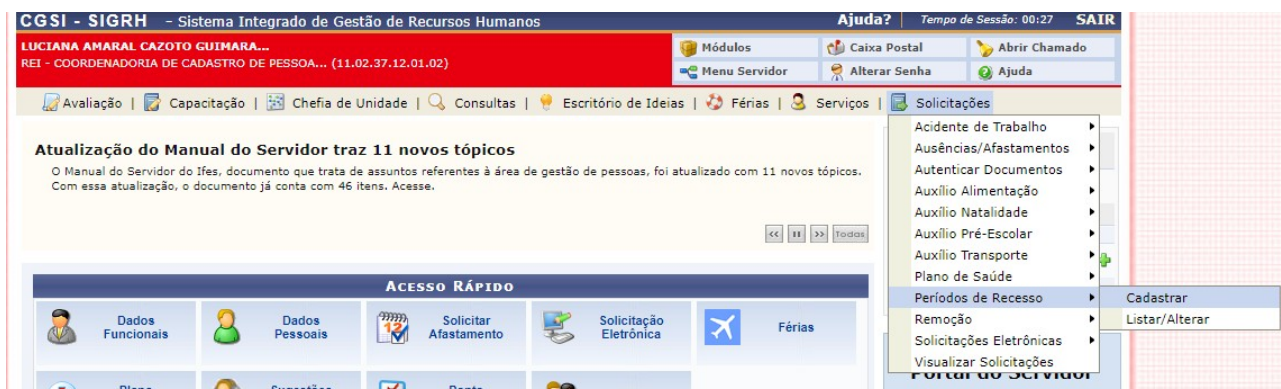 CGSI - SIGRH - Sistema Integrado de Gestão de Recursos Humanos Ajuda? Tempo de Sessão: 00:27 SAIR
LUCIANA AMARAL CAZOTO GUIMARA...
REI - COORDENADORIA DE CADASTRO DE PESSOA... (11.02.37.12.01.02)
Módulos Caixa Postal Abrir Chamado
Menu Servidor Alterar Senha Ajuda
Avaliação | Capacitação | Chefia de Unidade | Consultas | Escritório de Ideias | Férias | Serviços | Solicitações
Atualização do Manual do Servidor traz 11 novos tópicos
O Manual do Servidor do Ifes, documento que trata de assuntos referentes à área de gestão de pessoas, foi atualizado com 11 novos tópicos.
Com essa atualização, o documento já conta com 46 itens. Acesse.
<< II >> Todas
Acidente de Trabalho
Ausências/Afastamentos
Autenticar Documentos
Auxílio Alimentação
Auxílio Natalidade
Auxílio Pré-Escolar
Auxílio Transporte
Plano de Saúde
Períodos de Recesso
Remoção
Solicitações Eletrônicas
Visualizar Solicitações
Cadastrar
Listar/Alterar
ACESSO RÁPIDO
Dados Funcionais
Dados Pessoais
12 Solicitar Afastamento
Solicitação Eletrônica
Férias
Portal do Servidor